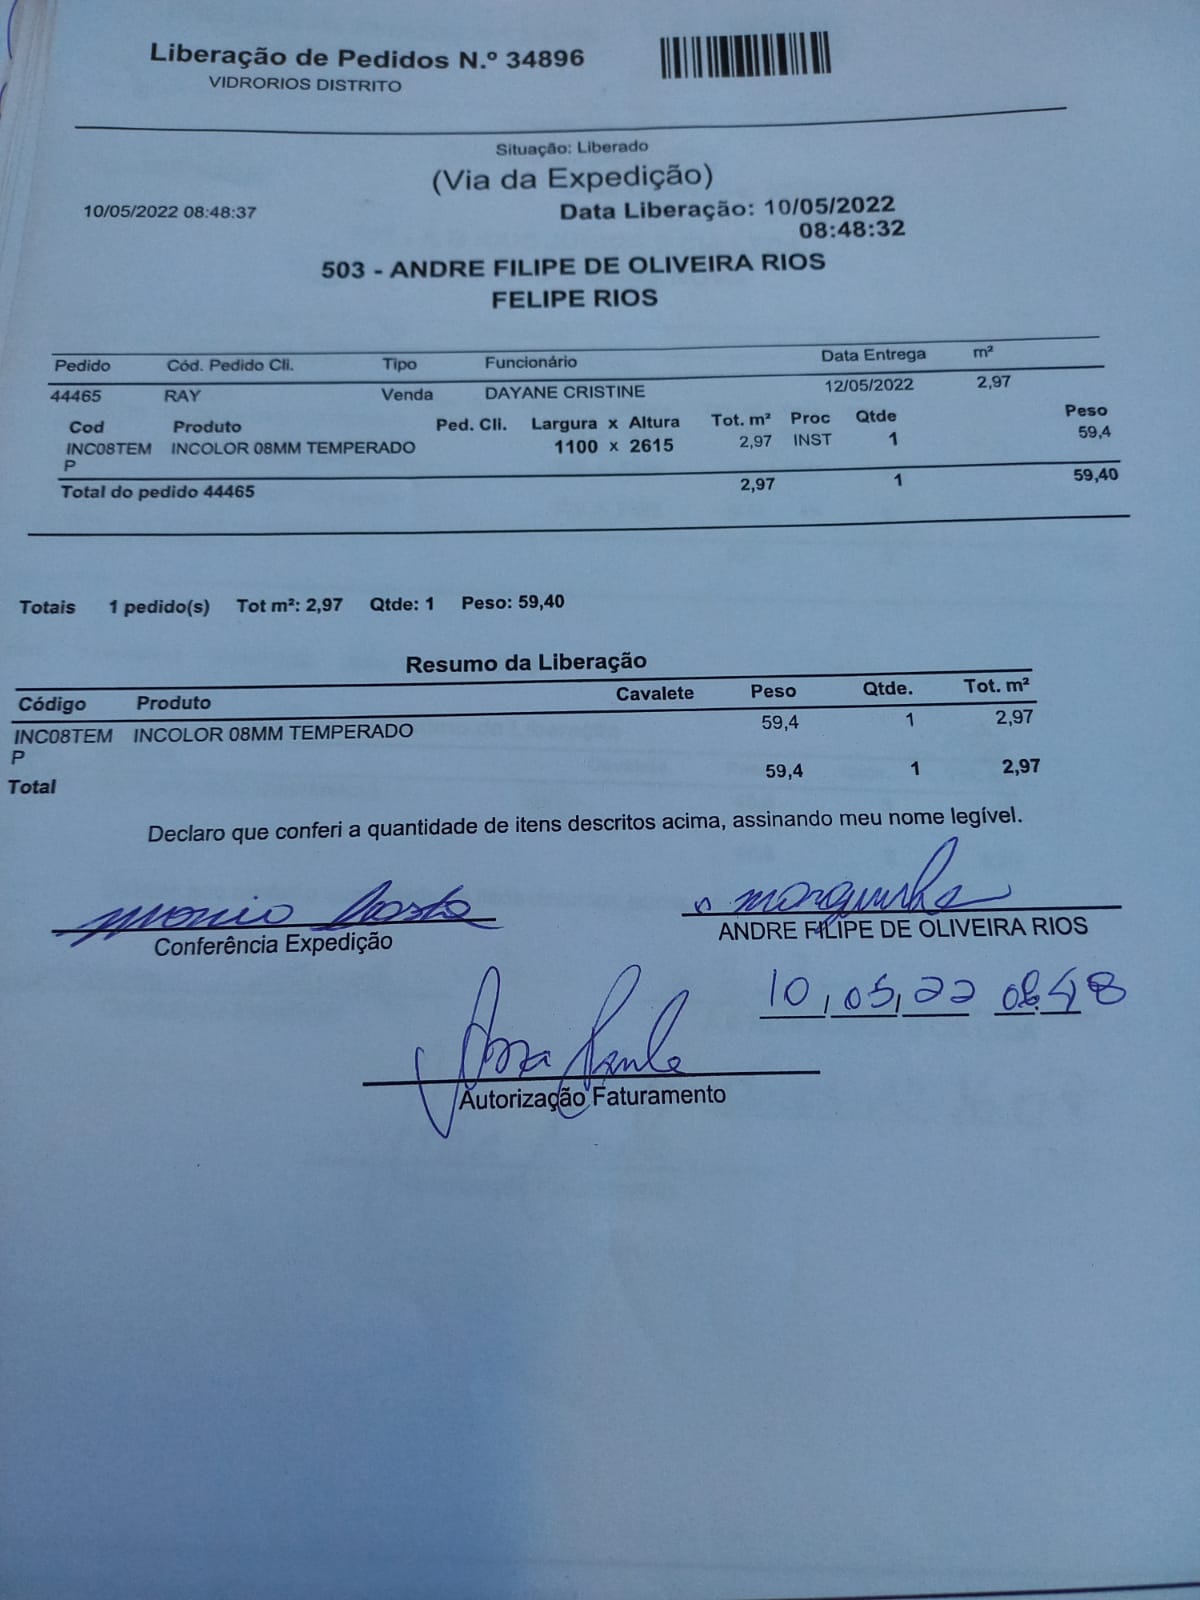 Liberação de Pedidos N.º 34896
VIDRORIOS DISTRITO
Situação: Liberado
(Via da Expedição)
10/05/2022 08:48:37
Data Liberação: 10/05/2022
08:48:32
503 - ANDRE FILIPE DE OLIVEIRA RIOS
FELIPE RIOS
Pedido Cód. Pedido Cli. Tipo Funcionário Data Entrega m²
44465 RAY Venda DAYANE CRISTINE 12/05/2022 2,97
Cod Produto Ped. Cli. Largura x Altura Tot. m² Proc Qtde Peso
INC08TEM INCOLOR 08MM TEMPERADO 1100 x 2615 2,97 INST 1 59,4
P
Total do pedido 44465 2,97 1 59,40
Totais 1 pedido(s) Tot m²: 2,97 Qtde: 1 Peso: 59,40
Resumo da Liberação
Código Produto Cavalete Peso Qtde. Tot. m²
INC08TEM INCOLOR 08MM TEMPERADO 59,4 1 2,97
P
Total 59,4 1 2,97
Declaro que conferi a quantidade de itens descritos acima, assinando meu nome legível.
Conferência Expedição
ANDRE FILIPE DE OLIVEIRA RIOS
10,05,22 08:48
Ana Paula
Autorização Faturamento